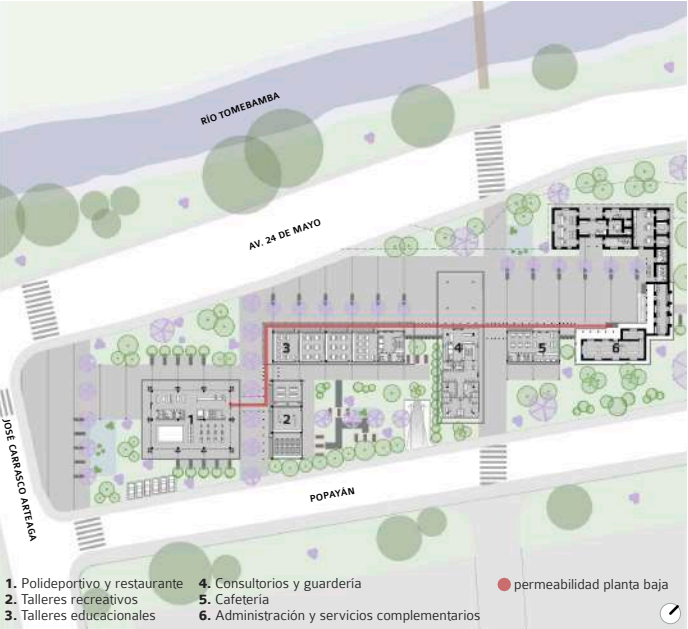 RÍO TOMEBAMBA
AV. 24 DE MAYO
3
4
5
6
1
2
JOSE CARRASCO ARTEAGA
POPAYÁN
1. Polideportivo y restaurante
2. Talleres recreativos
3. Talleres educacionales
4. Consultorios y guardería
5. Cafetería
6. Administración y servicios complementarios
permeabilidad planta baja